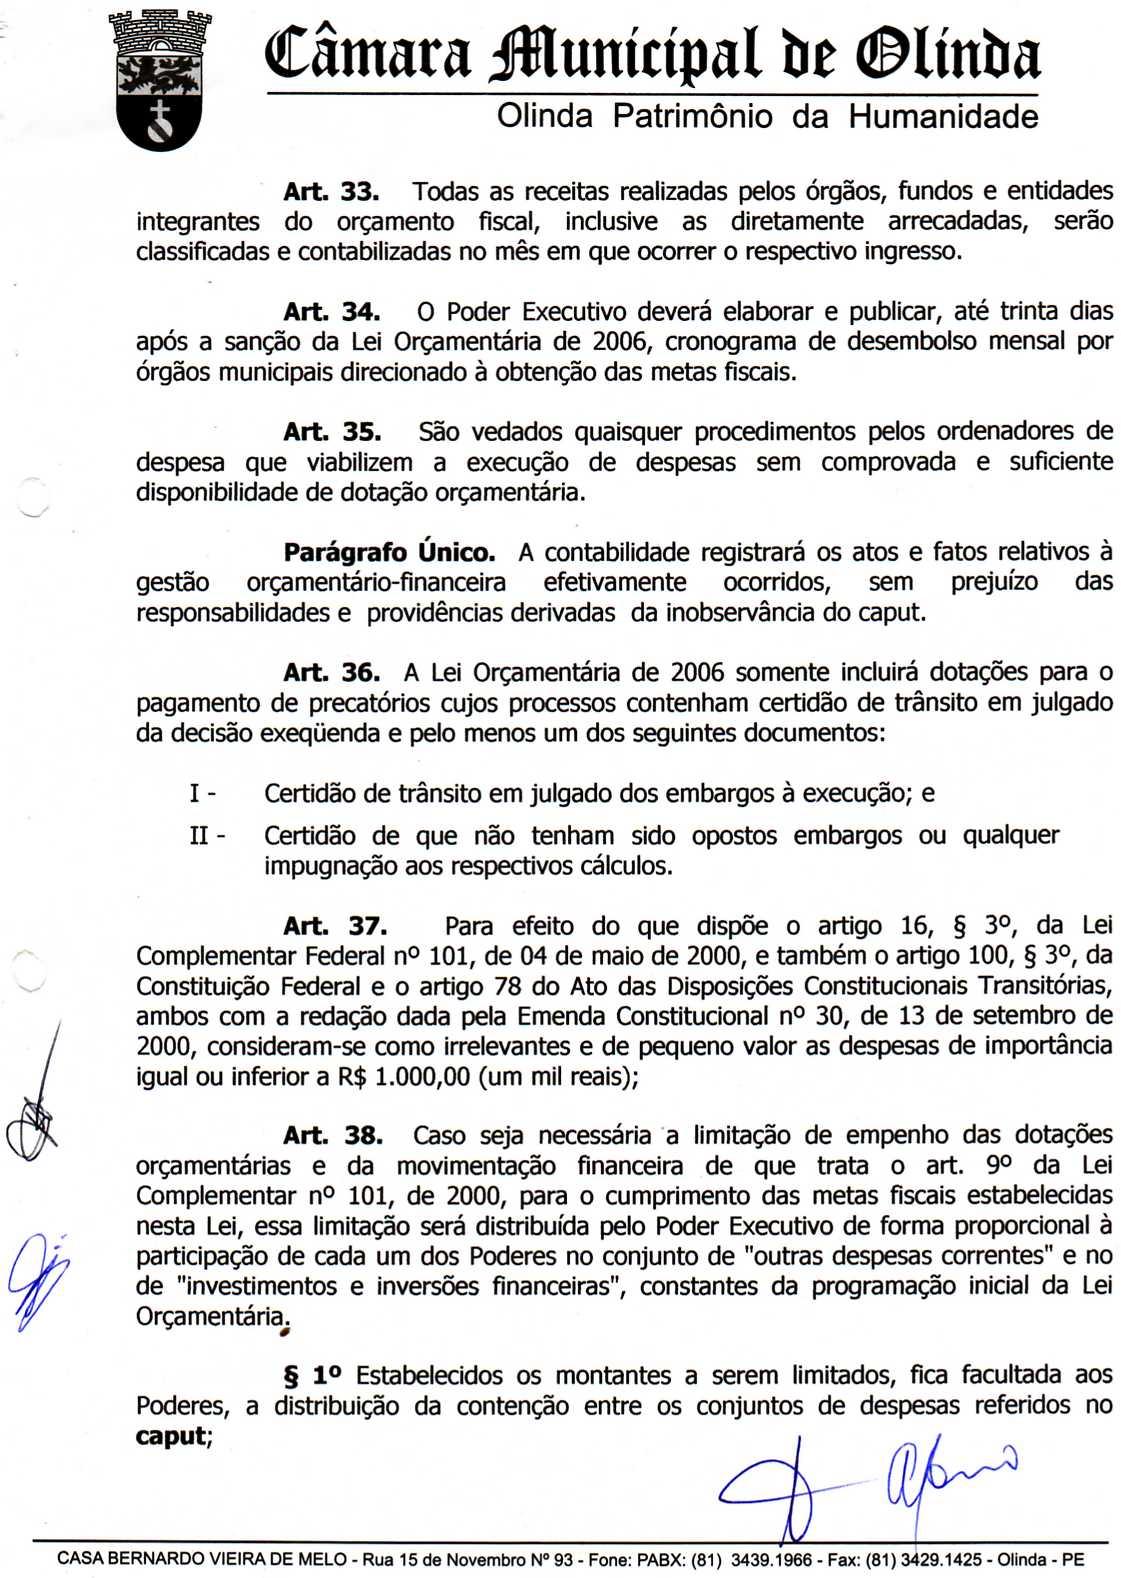 Câmara Municipal de Olinda
Olinda Patrimônio da Humanidade
Art. 33. Todas as receitas realizadas pelos órgãos, fundos e entidades
integrantes do orçamento fiscal, inclusive as diretamente arrecadadas, serão
classificadas e contabilizadas no mês em que ocorrer o respectivo ingresso.
Art. 34. O Poder Executivo deverá elaborar e publicar, até trinta dias
após a sanção da Lei Orçamentária de 2006, cronograma de desembolso mensal por
órgãos municipais direcionado à obtenção das metas fiscais.
Art. 35. São vedados quaisquer procedimentos pelos ordenadores de
despesa que viabilizem a execução de despesas sem comprovada e suficiente
disponibilidade de dotação orçamentária.
Parágrafo Único. A contabilidade registrará os atos e fatos relativos à
gestão orçamentário-financeira efetivamente ocorridos, sem prejuízo das
responsabilidades e providências derivadas da inobservância do caput.
Art. 36. A Lei Orçamentária de 2006 somente incluirá dotações para o
pagamento de precatórios cujos processos contenham certidão de trânsito em julgado
da decisão exeqüenda e pelo menos um dos seguintes documentos:
I - Certidão de trânsito em julgado dos embargos à execução; e
II - Certidão de que não tenham sido opostos embargos ou qualquer
impugnação aos respectivos cálculos.
Art. 37. Para efeito do que dispõe o artigo 16, § 3º, da Lei
Complementar Federal nº 101, de 04 de maio de 2000, e também o artigo 100, § 3º, da
Constituição Federal e o artigo 78 do Ato das Disposições Constitucionais Transitórias,
ambos com a redação dada pela Emenda Constitucional nº 30, de 13 de setembro de
2000, consideram-se como irrelevantes e de pequeno valor as despesas de importância
igual ou inferior a R$ 1.000,00 (um mil reais);
Art. 38. Caso seja necessária a limitação de empenho das dotações
orçamentárias e da movimentação financeira de que trata o art. 9º da Lei
Complementar nº 101, de 2000, para o cumprimento das metas fiscais estabelecidas
nesta Lei, essa limitação será distribuída pelo Poder Executivo de forma proporcional à
participação de cada um dos Poderes no conjunto de "outras despesas correntes" e no
de "investimentos e inversões financeiras", constantes da programação inicial da Lei
Orçamentária.
§ 1º Estabelecidos os montantes a serem limitados, fica facultada aos
Poderes, a distribuição da contenção entre os conjuntos de despesas referidos no
caput;
CASA BERNARDO VIEIRA DE MELO - Rua 15 de Novembro Nº 93 - Fone: PABX: (81) 3439.1966 - Fax: (81) 3429.1425 - Olinda - PE